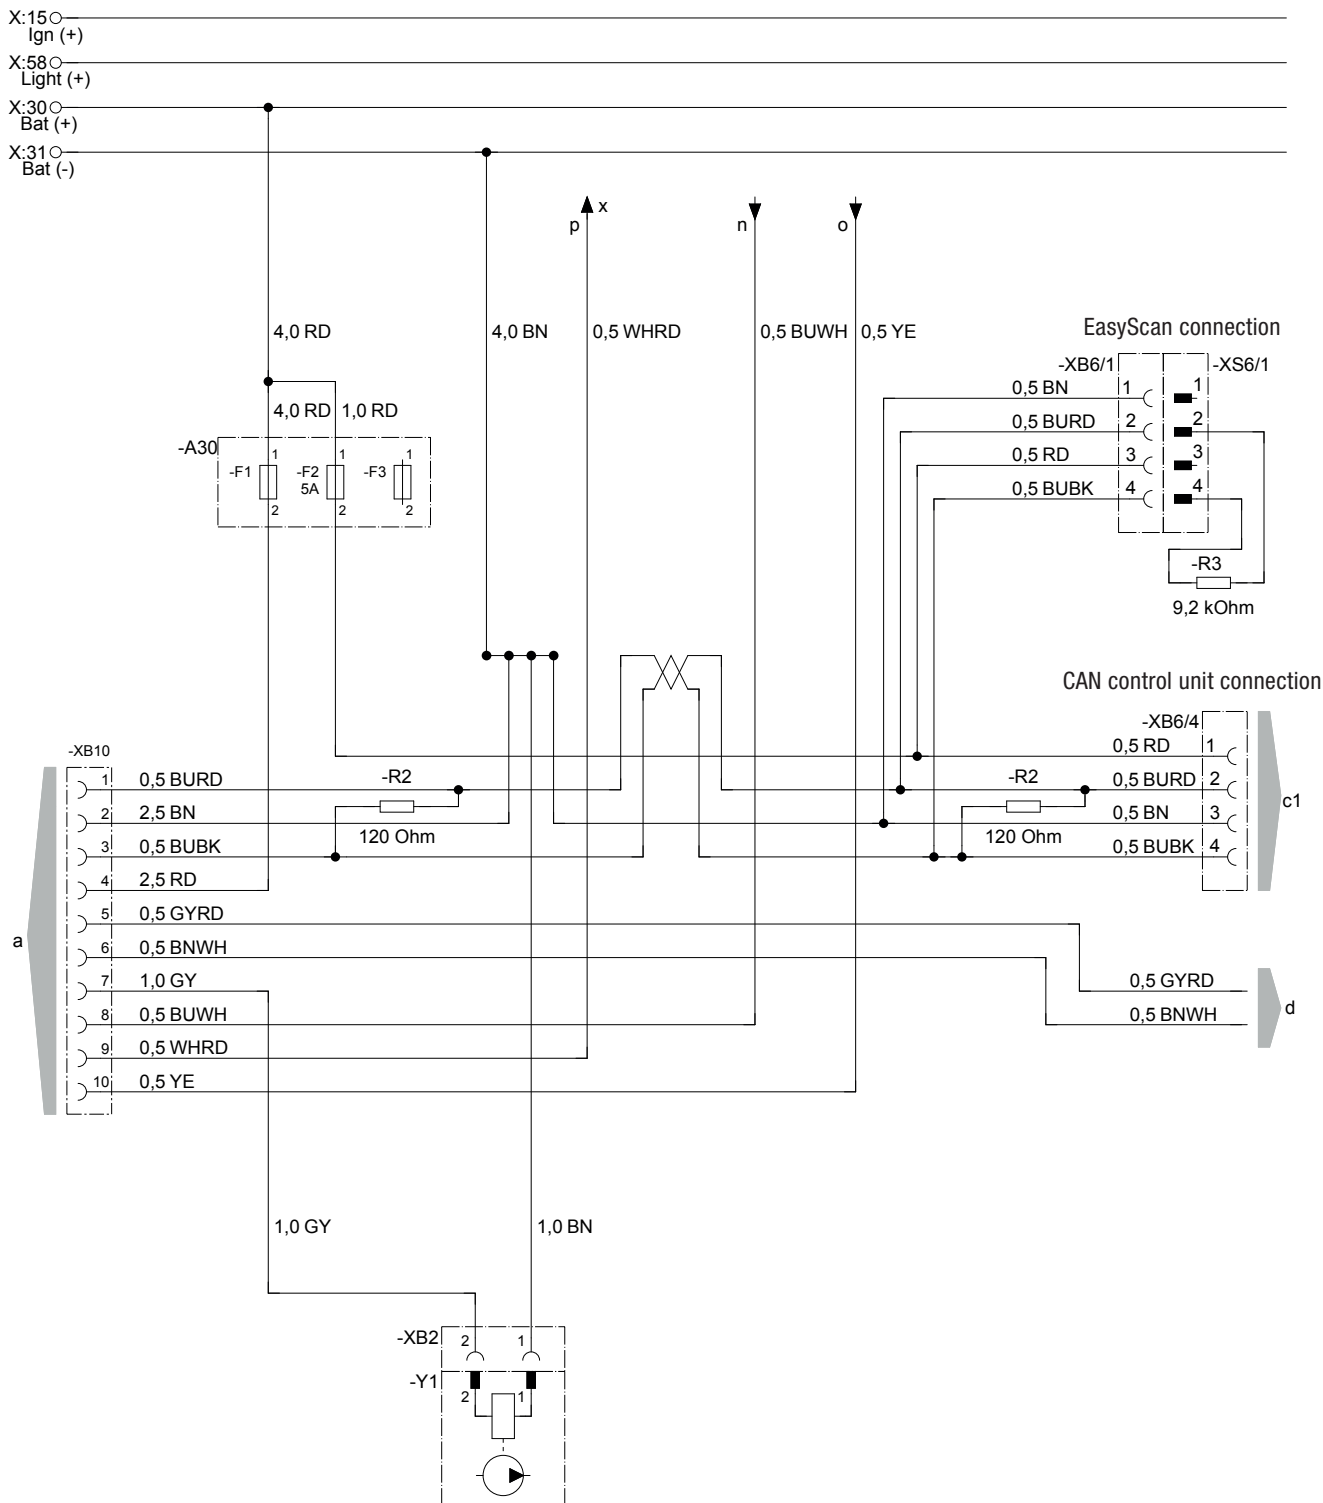 X:15
Ign (+)
X:58
Light (+)
X:30
Bat (+)
X:31
Bat (-)
x
p
n
o
4,0 RD
4,0 BN
0,5 WHRD
0,5 BUWH
0,5 YE
EasyScan connection
-XB6/1
-XS6/1
0,5 BN
1
1
0,5 BURD
2
2
0,5 RD
3
3
0,5 BUBK
4
4
-R3
9,2 kOhm
4,0 RD
1,0 RD
-A30
1
1
1
-F1
-F2
5A
-F3
2
2
2
CAN control unit connection
-XB6/4
0,5 RD
1
0,5 BURD
2
0,5 BN
3
0,5 BUBK
4
c1
-XB10
1
0,5 BURD
-R2
-R2
2
2,5 BN
120 Ohm
120 Ohm
3
0,5 BUBK
4
2,5 RD
5
0,5 GYRD
a
6
0,5 BNWH
7
1,0 GY
0,5 GYRD
8
0,5 BUWH
0,5 BNWH
d
9
0,5 WHRD
10
0,5 YE
1,0 GY
1,0 BN
-XB2
2
1
-Y1
2
1